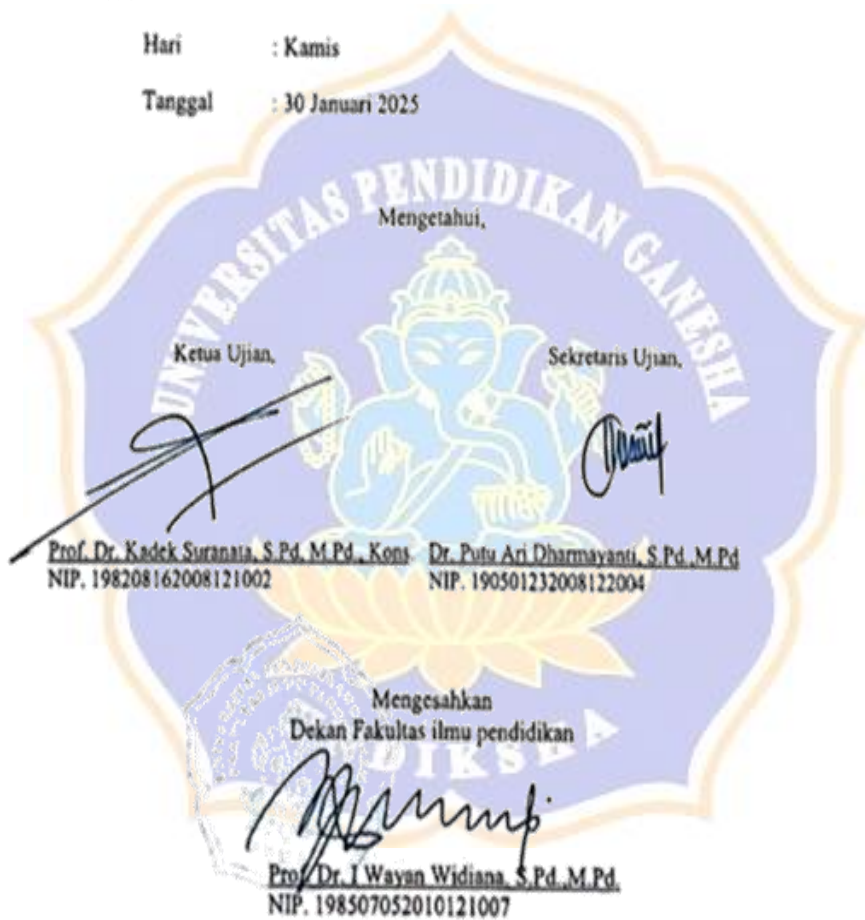 Hari : Kamis
Tanggal : 30 Januari 2025
UNIVERSITAS PENDIDIKAN GANESHA
Mengetahui,
Ketua Ujian,
Sekretaris Ujian,
Prof. Dr. Kadek Suranata, S.Pd, M.Pd., Kons
Dr. Putu Ari Dharmayanti, S.Pd.,M.Pd
NIP. 198208162008121002
NIP. 190501232008122004
Mengesahkan
Dekan Fakultas ilmu pendidikan
UNDIKSHA
Prof. Dr. I Wayan Widiana, S.Pd.,M.Pd.
NIP. 198507052010121007